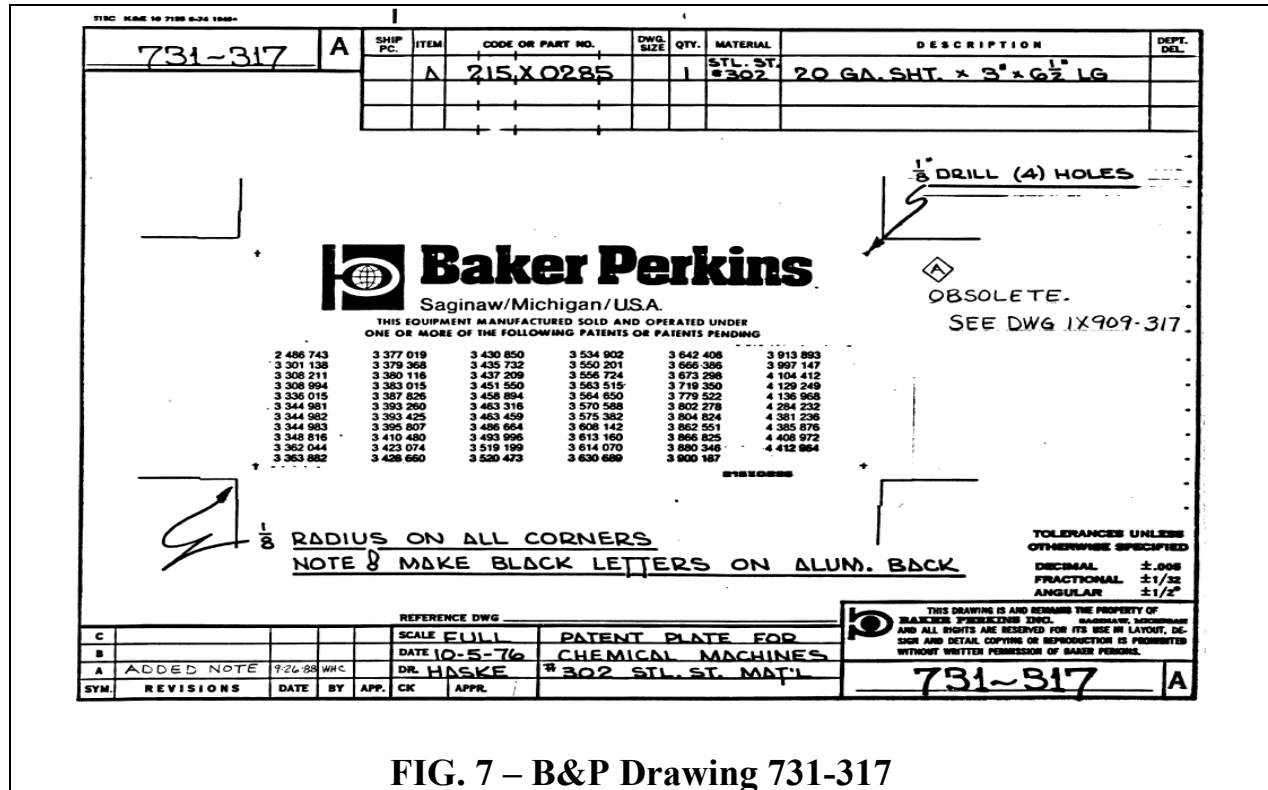 731~317 A
SHIP PC. ITEM CODE OR PART NO. DWG. SIZE QTY. MATERIAL DESCRIPTION DEPT. DEL.
A 215,X0285 1 STL. ST. #302 20 GA. SHT. x 3" x 6 1/2" LG
1/8" DRILL (4) HOLES
Baker Perkins
Saginaw/Michigan/U.S.A.
THIS EQUIPMENT MANUFACTURED SOLD AND OPERATED UNDER
ONE OR MORE OF THE FOLLOWING PATENTS OR PATENTS PENDING
A
OBSOLETE.
SEE DWG 1X909-317.
2 486 743 3 377 019 3 430 850 3 534 902 3 642 406 3 913 893
3 301 138 3 379 368 3 435 732 3 550 201 3 666 386 3 997 147
3 308 211 3 380 116 3 437 209 3 556 724 3 673 298 4 104 412
3 308 994 3 383 015 3 451 550 3 563 515 3 719 350 4 129 249
3 336 015 3 387 826 3 458 894 3 564 650 3 779 522 4 136 968
3 344 981 3 393 260 3 463 316 3 570 588 3 802 278 4 284 232
3 344 982 3 393 425 3 463 459 3 575 382 3 804 824 4 381 236
3 344 983 3 395 807 3 486 664 3 608 142 3 862 551 4 385 876
3 348 816 3 410 480 3 493 996 3 613 160 3 866 825 4 408 972
3 362 044 3 423 074 3 519 199 3 614 070 3 880 346 4 412 964
3 363 882 3 428 660 3 520 473 3 630 689 3 900 187
215X0285
1/8 RADIUS ON ALL CORNERS
NOTE 8 MAKE BLACK LETTERS ON ALUM. BACK
TOLERANCES UNLESS
OTHERWISE SPECIFIED
DECIMAL ±.005
FRACTIONAL ±1/32
ANGULAR ±1/2°
REFERENCE DWG
C
B
A ADDED NOTE 9-26-88 WHC
SYM. REVISIONS DATE BY APP.
SCALE FULL
DATE 10-5-76
DR. HASKE
CK APPR.
PATENT PLATE FOR
CHEMICAL MACHINES
#302 STL. ST. MAT'L
THIS DRAWING IS AND REMAINS THE PROPERTY OF
BAKER PERKINS INC. SAGINAW, MICHIGAN
AND ALL RIGHTS ARE RESERVED FOR ITS USE IN LAYOUT, DE-
SIGN AND DETAIL COPYING OR REPRODUCTION IS PROHIBITED
WITHOUT WRITTEN PERMISSION OF BAKER PERKINS.
731~317 A
FIG. 7 – B&P Drawing 731-317